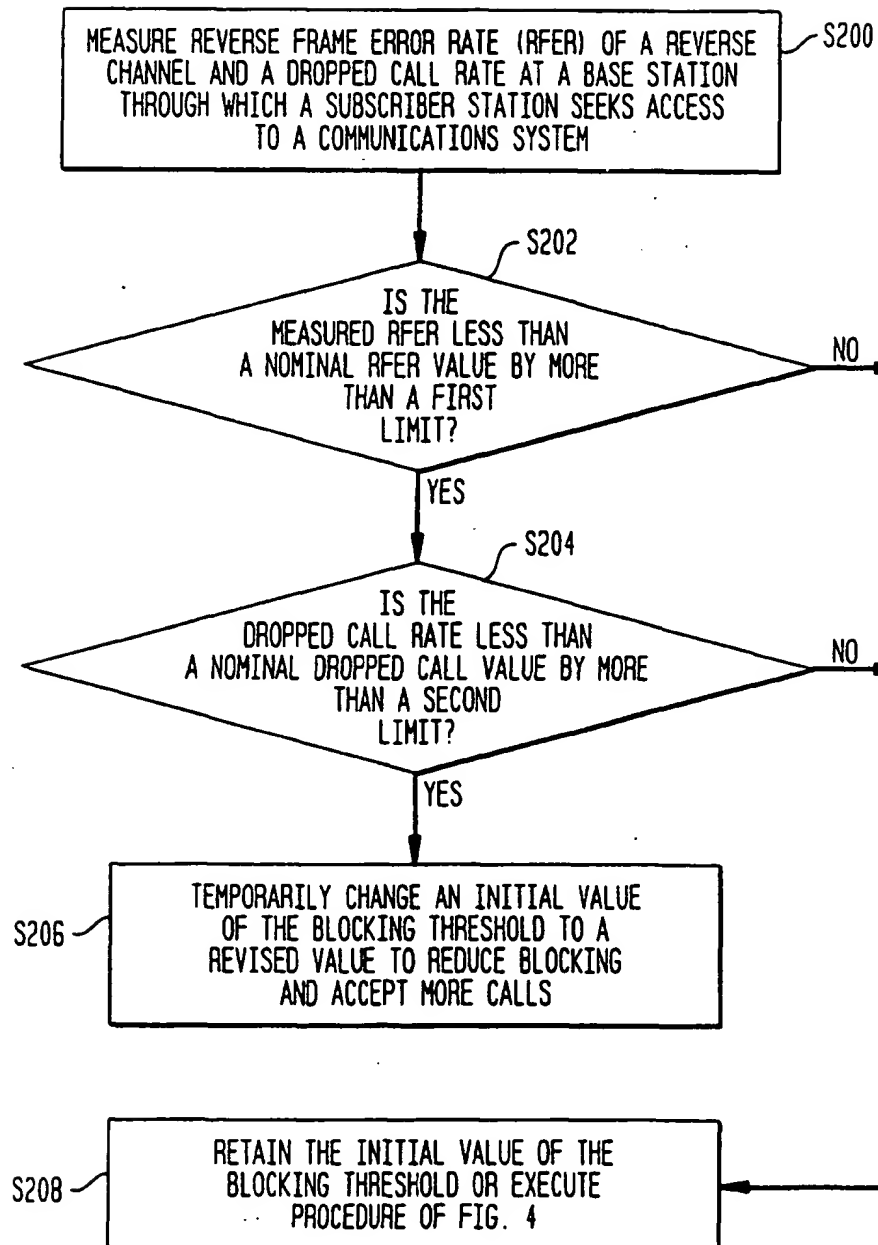 MEASURE REVERSE FRAME ERROR RATE (RFER) OF A REVERSE
CHANNEL AND A DROPPED CALL RATE AT A BASE STATION
THROUGH WHICH A SUBSCRIBER STATION SEEKS ACCESS
TO A COMMUNICATIONS SYSTEM
S200
S202
IS THE
MEASURED RFER LESS THAN
A NOMINAL RFER VALUE BY MORE
THAN A FIRST
LIMIT?
NO
YES
S204
IS THE
DROPPED CALL RATE LESS THAN
A NOMINAL DROPPED CALL VALUE BY MORE
THAN A SECOND
LIMIT?
NO
YES
S206
TEMPORARILY CHANGE AN INITIAL VALUE
OF THE BLOCKING THRESHOLD TO A
REVISED VALUE TO REDUCE BLOCKING
AND ACCEPT MORE CALLS
S208
RETAIN THE INITIAL VALUE OF THE
BLOCKING THRESHOLD OR EXECUTE
PROCEDURE OF FIG. 4